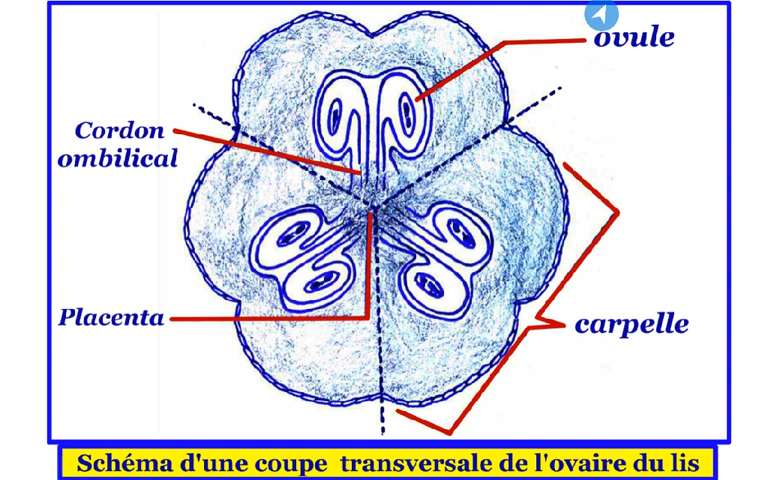 ovule
Cordon
ombilical
Placenta
carpelle
Schéma d'une coupe transversale de l'ovaire du lis